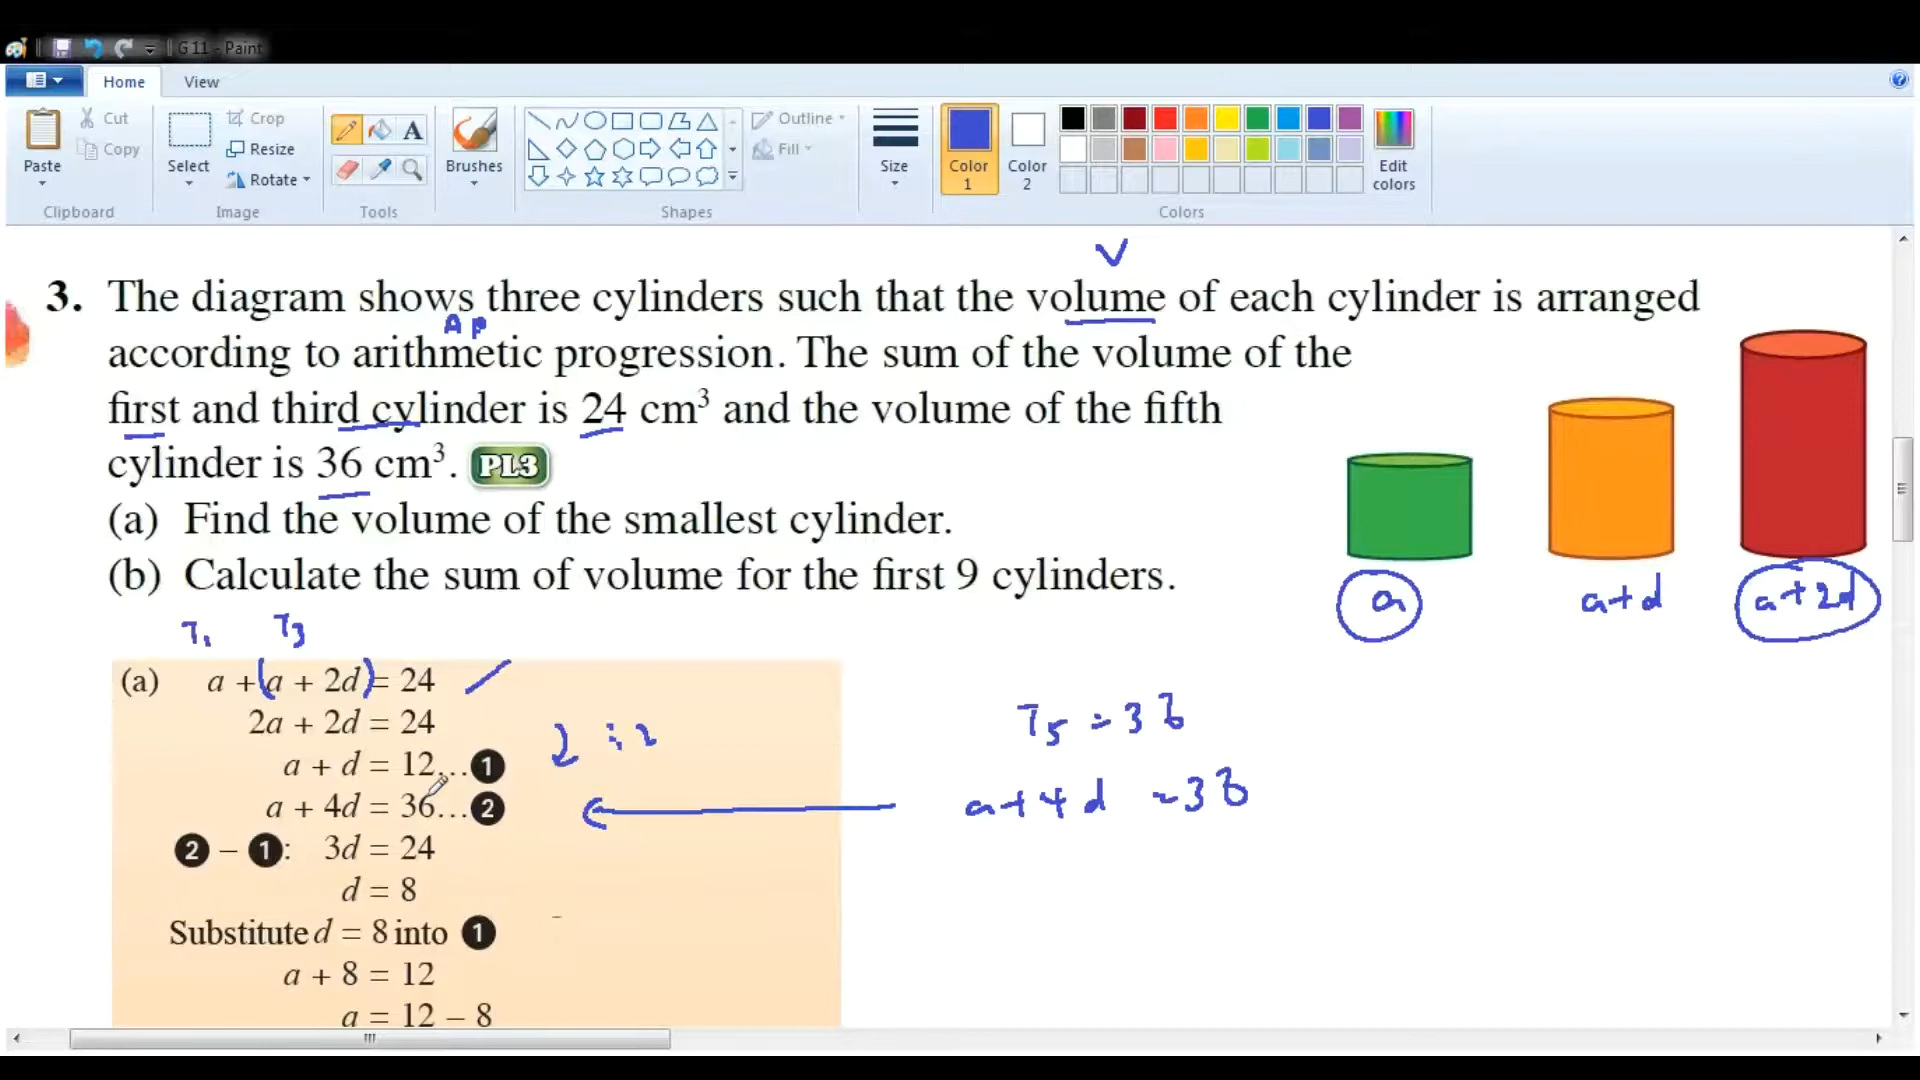 G11 - Paint
Home View
Paste
Cut
Copy
Clipboard
Select
Crop
Resize
Rotate
Image
A
Tools
Brushes
Shapes
Outline
Fill
Size
Color 1
Color 2
Edit colors
Colors
V
3. The diagram shows three cylinders such that the volume of each cylinder is arranged
AP
according to arithmetic progression. The sum of the volume of the
first and third cylinder is 24 cm³ and the volume of the fifth
cylinder is 36 cm³. PL3
(a) Find the volume of the smallest cylinder.
(b) Calculate the sum of volume for the first 9 cylinders.
a a+d a+2d
T1 T3
(a) a + (a + 2d) = 24
2a + 2d = 24
a + d = 12...1
a + 4d = 36...2
2 – 1: 3d = 24
d = 8
Substitute d = 8 into 1
a + 8 = 12
a = 12 – 8
÷2
T5 = 36
a+4d = 36